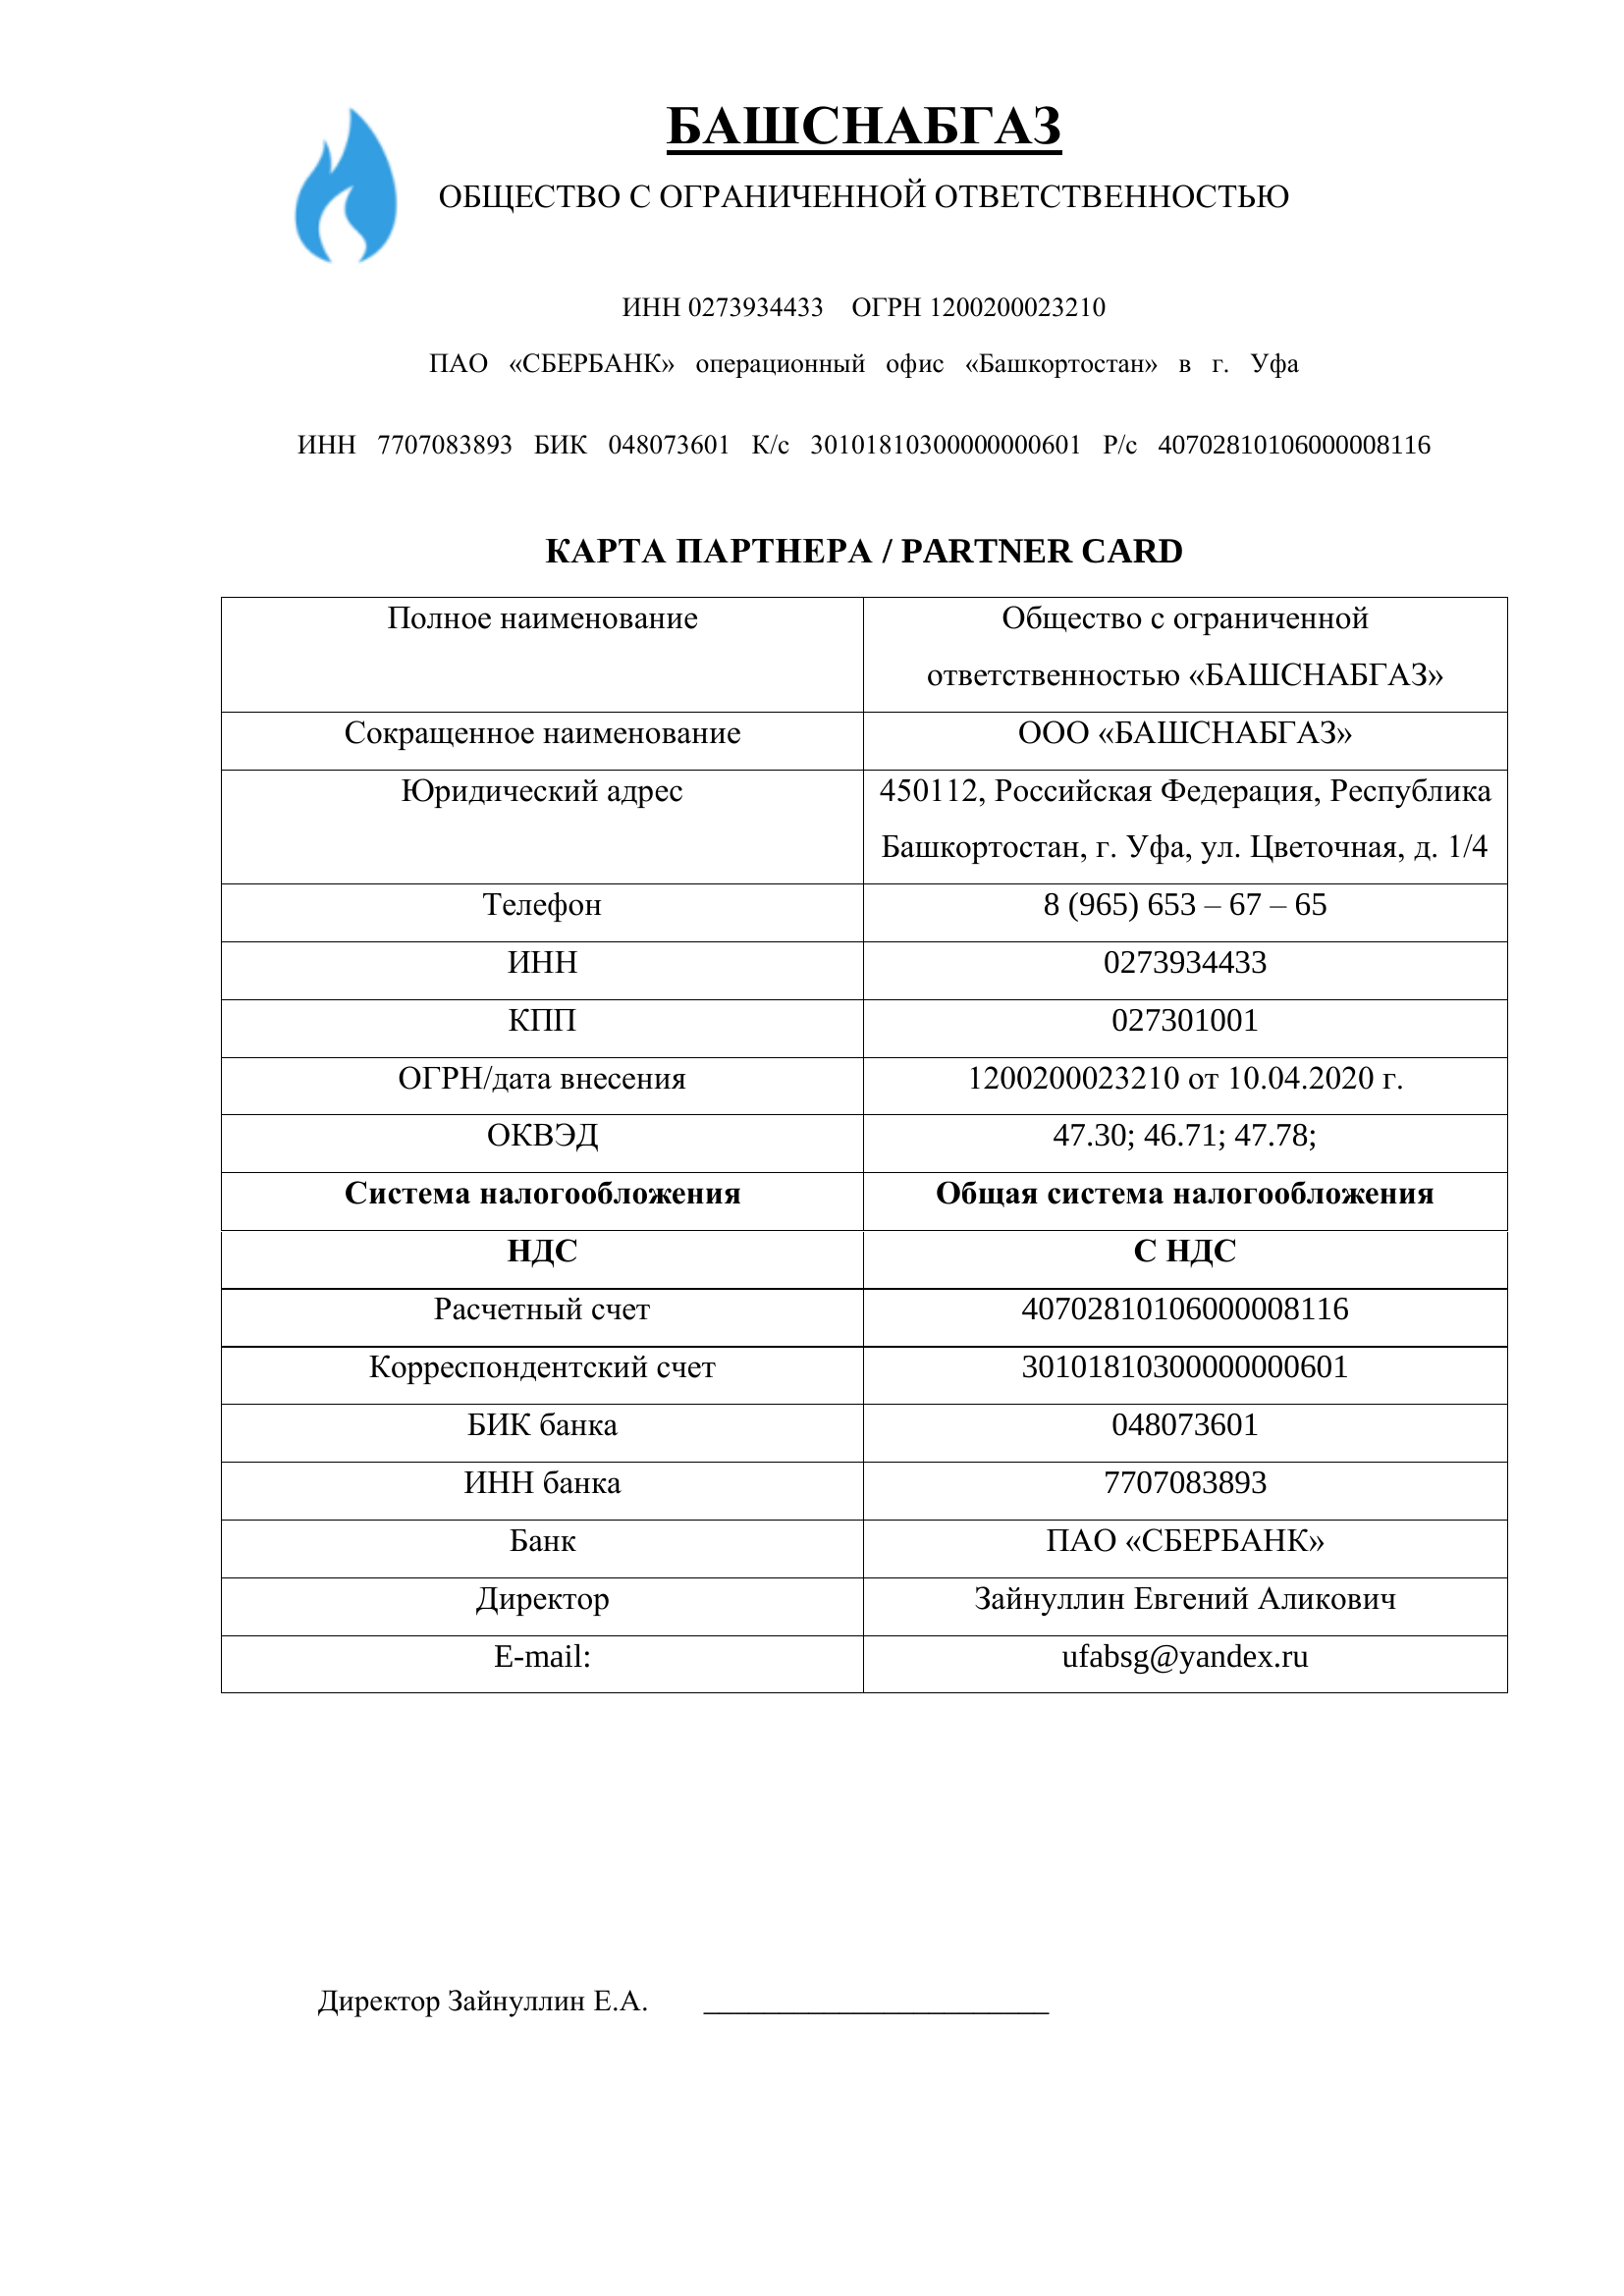 БАШСНАБГАЗ
ОБЩЕСТВО С ОГРАНИЧЕННОЙ ОТВЕТСТВЕННОСТЬЮ
ИНН 0273934433 ОГРН 1200200023210
ПАО «СБЕРБАНК» операционный офис «Башкортостан» в г. Уфа
ИНН 7707083893 БИК 048073601 К/с 30101810300000000601 Р/с 40702810106000008116
КАРТА ПАРТНЕРА / PARTNER CARD
Полное наименование Общество с ограниченной
ответственностью «БАШСНАБГАЗ»
Сокращенное наименование ООО «БАШСНАБГАЗ»
Юридический адрес 450112, Российская Федерация, Республика
Башкортостан, г. Уфа, ул. Цветочная, д. 1/4
Телефон 8 (965) 653 – 67 – 65
ИНН 0273934433
КПП 027301001
ОГРН/дата внесения 1200200023210 от 10.04.2020 г.
ОКВЭД 47.30; 46.71; 47.78;
Система налогообложения Общая система налогообложения
НДС С НДС
Расчетный счет 40702810106000008116
Корреспондентский счет 30101810300000000601
БИК банка 048073601
ИНН банка 7707083893
Банк ПАО «СБЕРБАНК»
Директор Зайнуллин Евгений Аликович
E-mail: ufabsg@yandex.ru
Директор Зайнуллин Е.А. _______________________